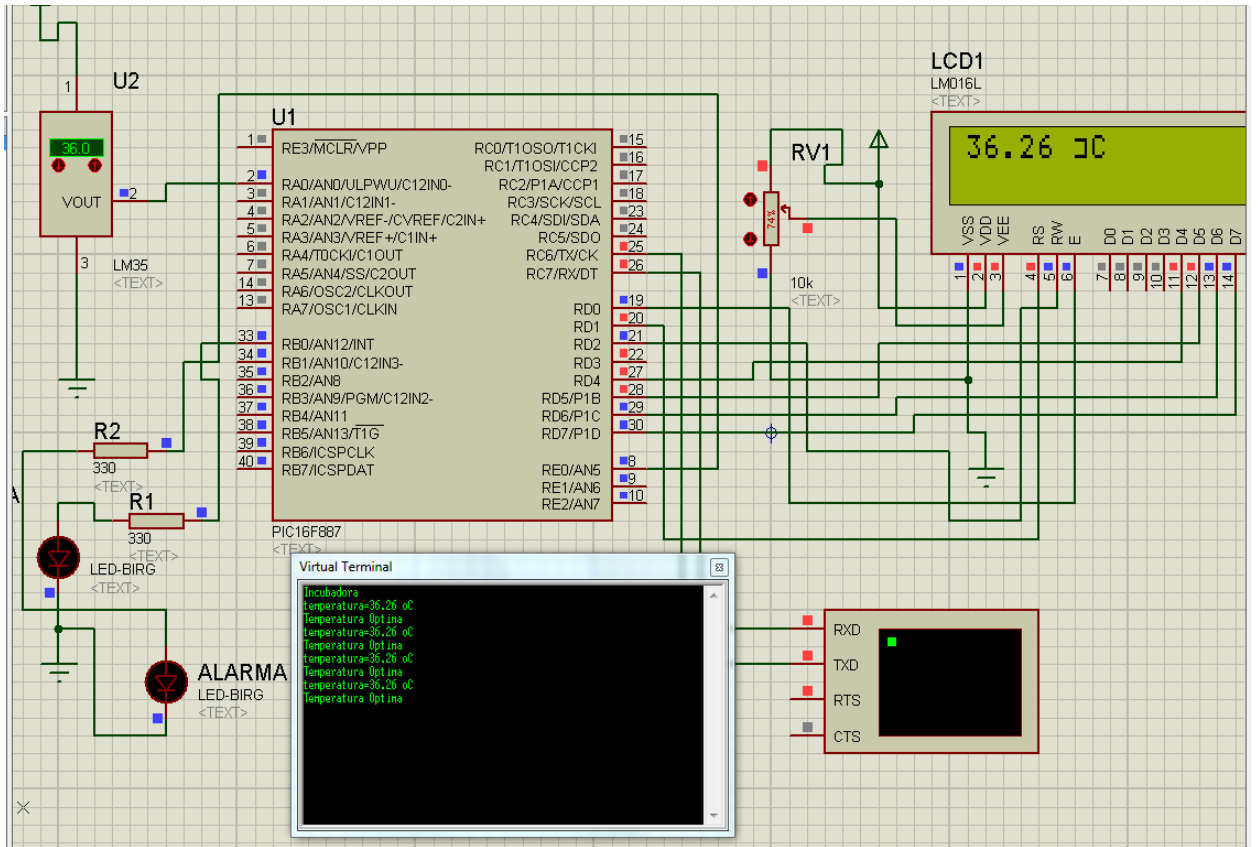 U2
1
36.0
VOUT
2
3
LM35
<TEXT>
U1
1
RE3/MCLR/VPP
2
RA0/AN0/ULPWU/C12IN0-
3
RA1/AN1/C12IN1-
4
RA2/AN2/VREF-/CVREF/C2IN+
5
RA3/AN3/VREF+/C1IN+
6
RA4/T0CKI/C1OUT
7
RA5/AN4/SS/C2OUT
14
RA6/OSC2/CLKOUT
13
RA7/OSC1/CLKIN
33
RB0/AN12/INT
34
RB1/AN10/C12IN3-
35
RB2/AN8
36
RB3/AN9/PGM/C12IN2-
37
RB4/AN11
38
RB5/AN13/T1G
39
RB6/ICSPCLK
40
RB7/ICSPDAT
RC0/T1OSO/T1CKI
15
RC1/T1OSI/CCP2
16
RC2/P1A/CCP1
17
RC3/SCK/SCL
18
RC4/SDI/SDA
23
RC5/SDO
24
RC6/TX/CK
25
RC7/RX/DT
26
RD0
19
RD1
20
RD2
21
RD3
22
RD4
27
RD5/P1B
28
RD6/P1C
29
RD7/P1D
30
RE0/AN5
8
RE1/AN6
9
RE2/AN7
10
PIC16F887
<TEXT>
RV1
74%
10k
<TEXT>
LCD1
LM016L
<TEXT>
36.26 ⊐C
VSS
VDD
VEE
RS
RW
E
D0
D1
D2
D3
D4
D5
D6
D7
1
2
3
4
5
6
7
8
9
10
11
12
13
14
R2
330
<TEXT>
A
R1
330
<TEXT>
LED-BIRG
<TEXT>
ALARMA
LED-BIRG
<TEXT>
Virtual Terminal
Incubadora
temperatura=36.26 oC
Temperatura Optima
temperatura=36.26 oC
Temperatura Optima
temperatura=36.26 oC
Temperatura Optima
temperatura=36.26 oC
Temperatura Optima
RXD
TXD
RTS
CTS